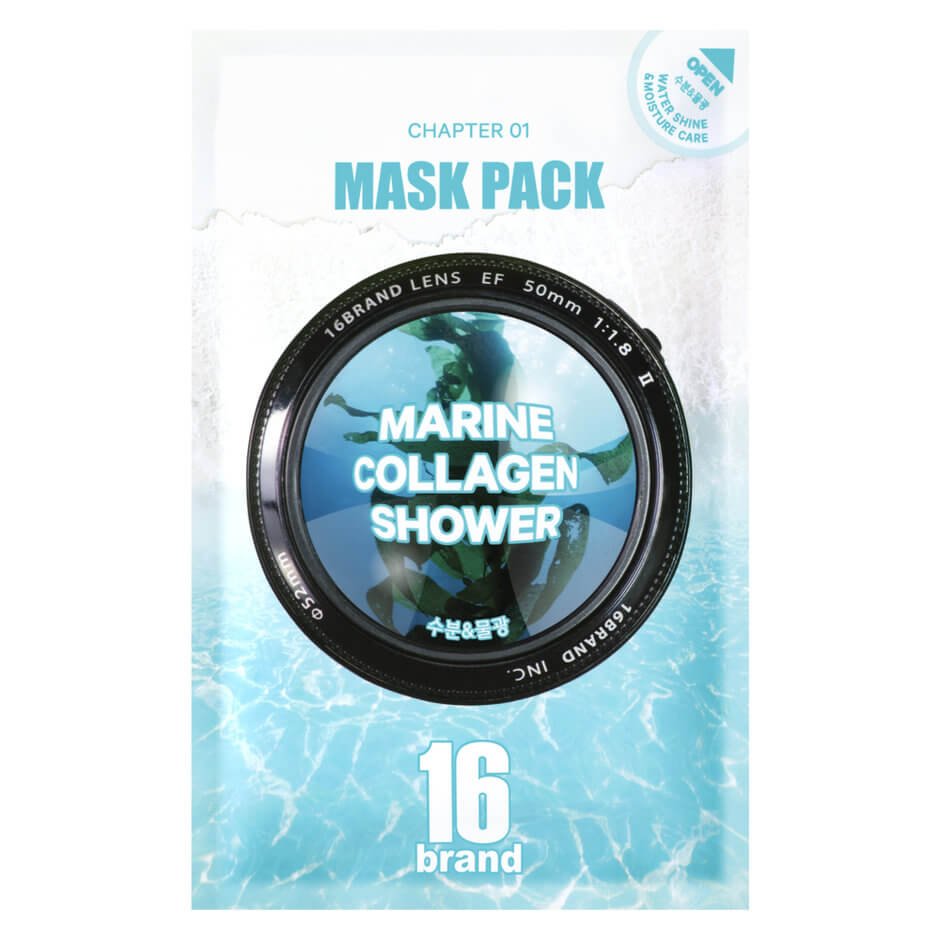 OPEN
수분&물광
WATER SHINE
&MOISTURE CARE
CHAPTER 01
MASK PACK
16BRAND LENS EF 50mm 1:1.8 II
MARINE
COLLAGEN
SHOWER
수분&물광
Φ52mm
16BRAND INC.
16
brand